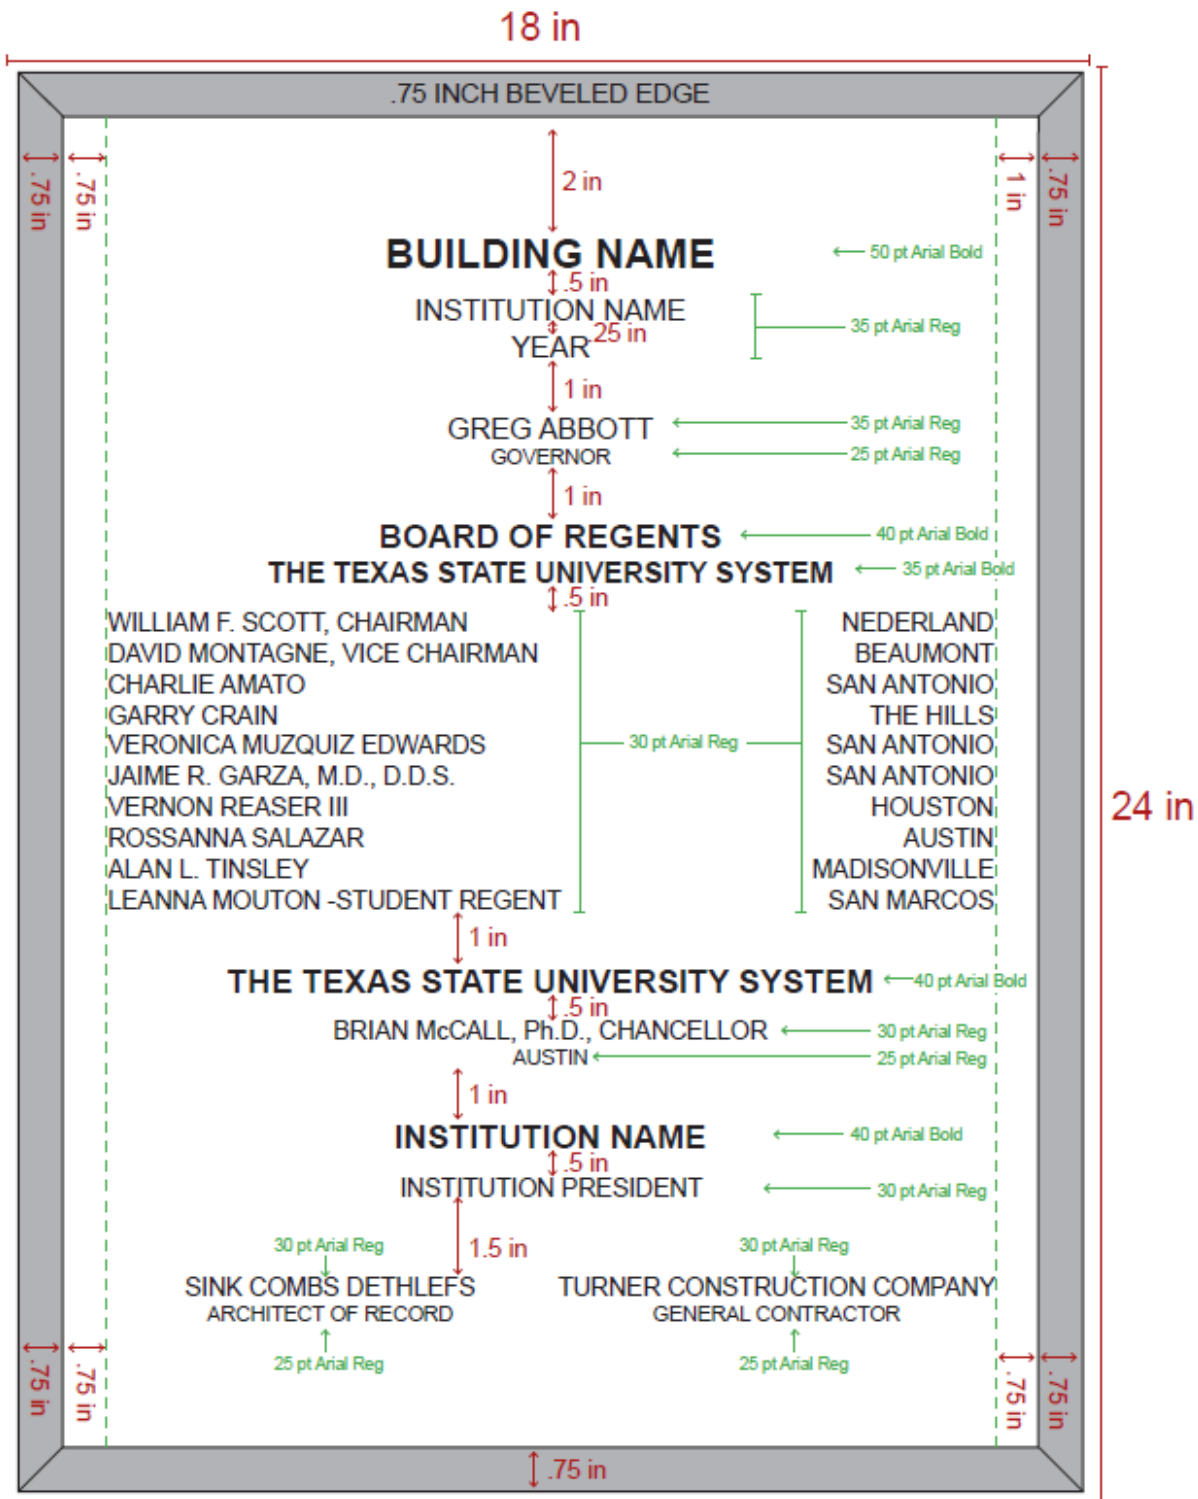 18 in
.75 INCH BEVELED EDGE
.75 in
.75 in
2 in
1 in
.75 in
BUILDING NAME
50 pt Arial Bold
.5 in
INSTITUTION NAME
.25 in
35 pt Arial Reg
YEAR
1 in
GREG ABBOTT
35 pt Arial Reg
GOVERNOR
25 pt Arial Reg
1 in
BOARD OF REGENTS
40 pt Arial Bold
THE TEXAS STATE UNIVERSITY SYSTEM
35 pt Arial Bold
.5 in
WILLIAM F. SCOTT, CHAIRMAN NEDERLAND
DAVID MONTAGNE, VICE CHAIRMAN BEAUMONT
CHARLIE AMATO SAN ANTONIO
GARRY CRAIN THE HILLS
VERONICA MUZQUIZ EDWARDS SAN ANTONIO
30 pt Arial Reg
JAIME R. GARZA, M.D., D.D.S. SAN ANTONIO
VERNON REASER III HOUSTON
24 in
ROSSANNA SALAZAR AUSTIN
ALAN L. TINSLEY MADISONVILLE
LEANNA MOUTON -STUDENT REGENT SAN MARCOS
1 in
THE TEXAS STATE UNIVERSITY SYSTEM
40 pt Arial Bold
.5 in
BRIAN McCALL, Ph.D., CHANCELLOR
30 pt Arial Reg
AUSTIN
25 pt Arial Reg
1 in
INSTITUTION NAME
40 pt Arial Bold
.5 in
INSTITUTION PRESIDENT
30 pt Arial Reg
1.5 in
30 pt Arial Reg
30 pt Arial Reg
SINK COMBS DETHLEFS
TURNER CONSTRUCTION COMPANY
ARCHITECT OF RECORD
GENERAL CONTRACTOR
25 pt Arial Reg
25 pt Arial Reg
.75 in
.75 in
.75 in
.75 in
.75 in